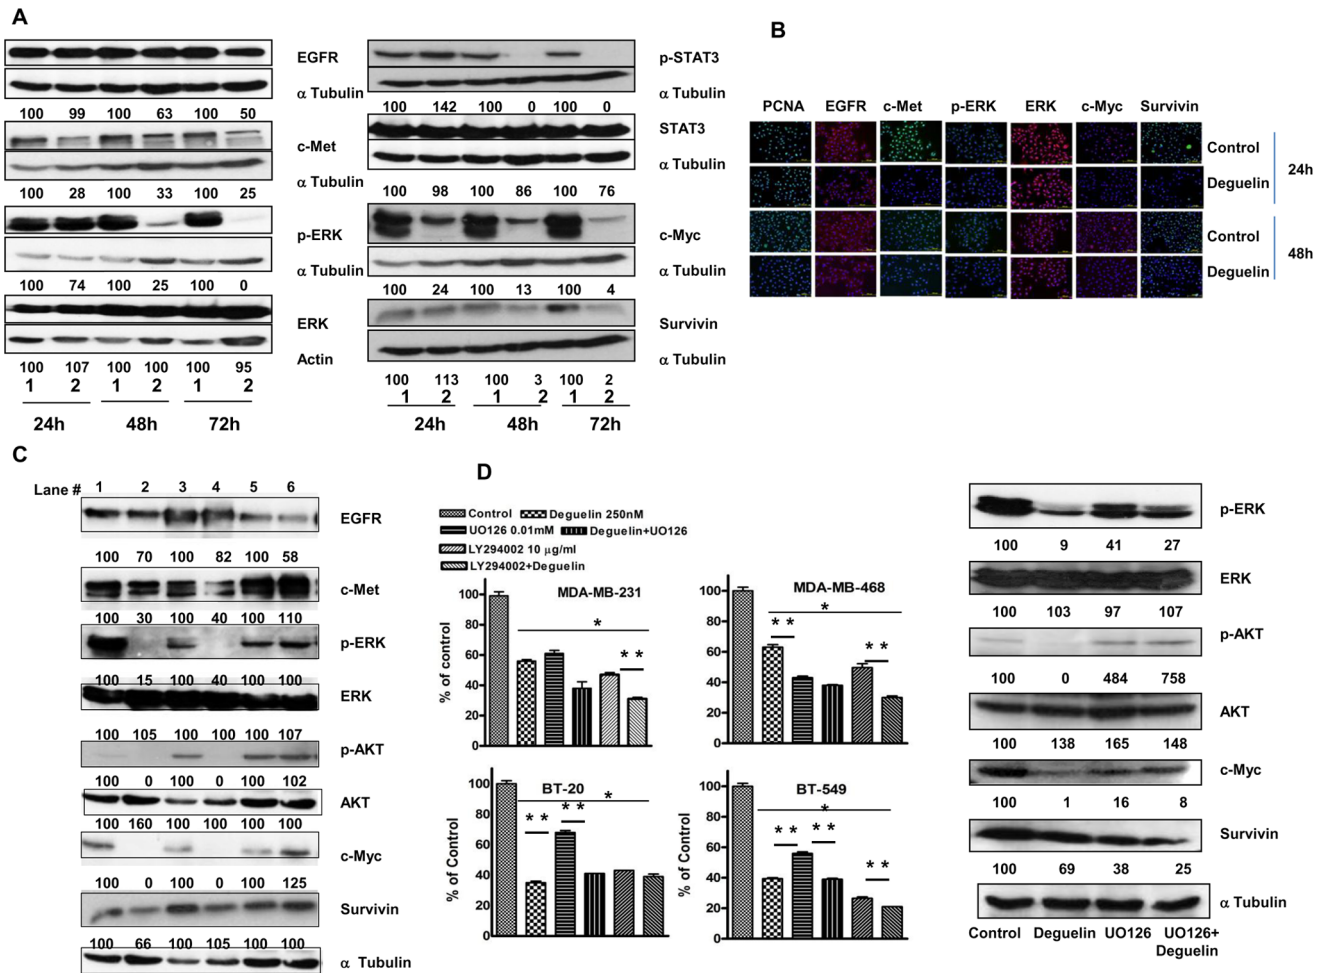 A
EGFR
α Tubulin
100 99 100 63 100 50
c-Met
α Tubulin
100 28 100 33 100 25
p-ERK
α Tubulin
100 74 100 25 100 0
ERK
Actin
100 107 100 100 100 95
1 2 1 2 1 2
24h 48h 72h
p-STAT3
α Tubulin
100 142 100 0 100 0
STAT3
α Tubulin
100 98 100 86 100 76
c-Myc
α Tubulin
100 24 100 13 100 4
Survivin
α Tubulin
100 113 100 3 100 2
1 2 1 2 1 2
24h 48h 72h
B
PCNA EGFR c-Met p-ERK ERK c-Myc Survivin
Control
Deguelin
24h
Control
Deguelin
48h
C
Lane # 1 2 3 4 5 6
EGFR
100 70 100 82 100 58
c-Met
100 30 100 40 100 110
p-ERK
100 15 100 40 100 100
ERK
100 105 100 100 100 107
p-AKT
100 0 100 0 100 102
AKT
100 160 100 100 100 100
c-Myc
100 0 100 0 100 125
Survivin
100 66 100 105 100 100
α Tubulin
D
Control Deguelin 250nM
UO126 0.01mM Deguelin+UO126
LY294002 10 µg/ml
LY294002+Deguelin
MDA-MB-231
% of control
100
80
60
40
20
0
*
* *
MDA-MB-468
% of Control
100
80
60
40
20
0
*
* *
* *
BT-20
% of Control
100
80
60
40
20
0
*
* *
* *
BT-549
% of Control
100
80
60
40
20
0
*
* *
* *
* *
p-ERK
100 9 41 27
ERK
100 103 97 107
p-AKT
100 0 484 758
AKT
100 138 165 148
c-Myc
100 1 16 8
Survivin
100 69 38 25
α Tubulin
Control Deguelin UO126 UO126+
Deguelin